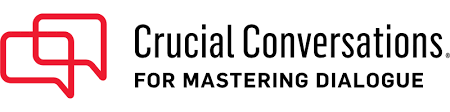 Crucial Conversations®
FOR MASTERING DIALOGUE